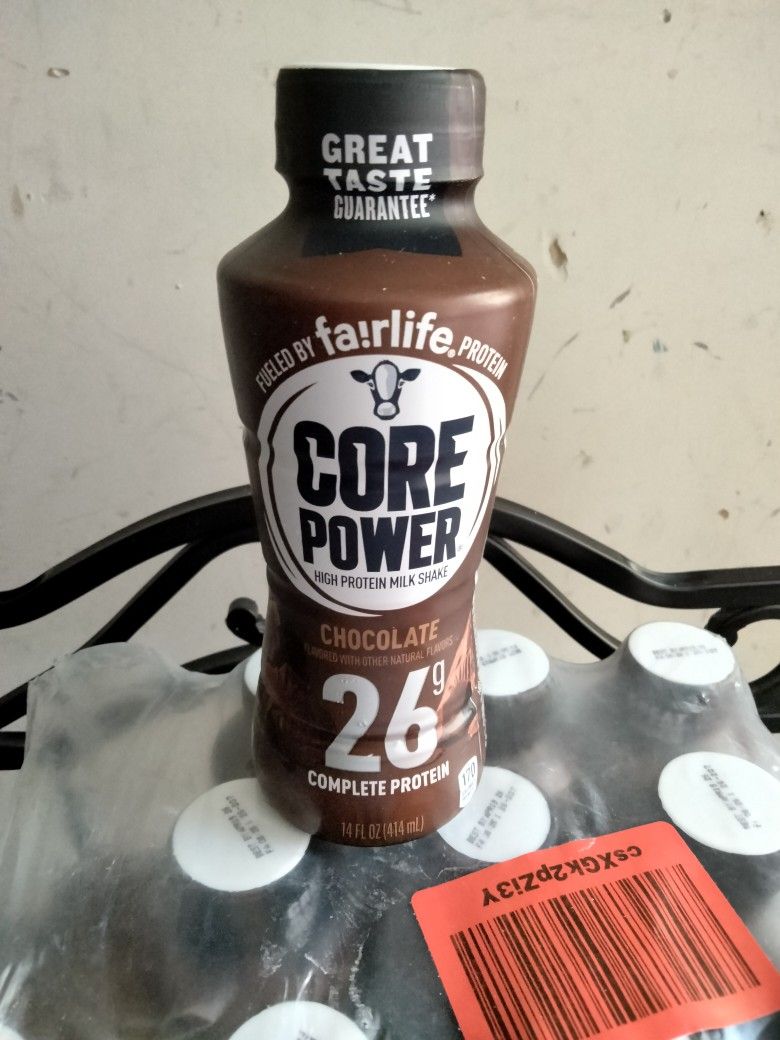 GREAT
TASTE
GUARANTEE*
FUELED BY fa!rlife® PROTEIN
CORE
POWER®
HIGH PROTEIN MILK SHAKE
CHOCOLATE
FLAVORED WITH OTHER NATURAL FLAVORS
26g
COMPLETE PROTEIN
170
14 FL OZ (414 mL)
csXGk2pZi3Y